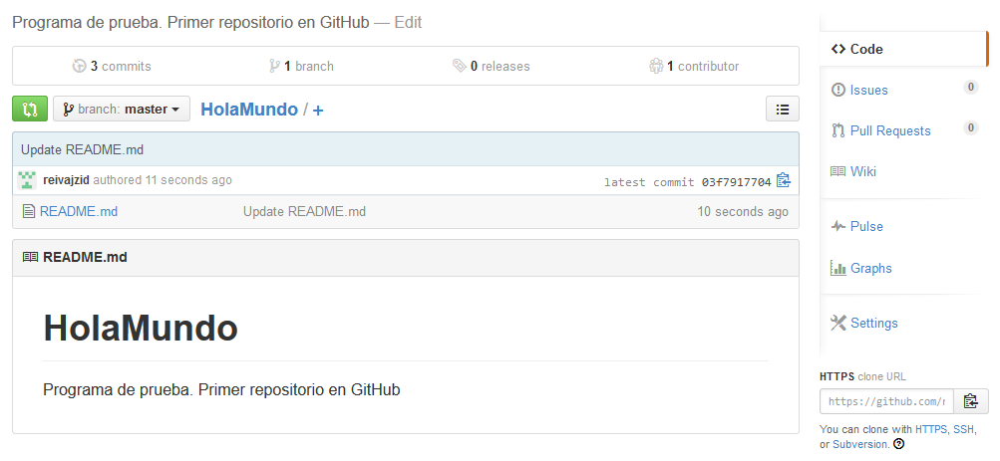 Programa de prueba. Primer repositorio en GitHub — Edit
3 commits
1 branch
0 releases
1 contributor
branch: master
HolaMundo / +
Update README.md
reivajzid authored 11 seconds ago
latest commit 03f7917704
README.md
Update README.md
10 seconds ago
README.md
HolaMundo
Programa de prueba. Primer repositorio en GitHub
Code
Issues 0
Pull Requests 0
Wiki
Pulse
Graphs
Settings
HTTPS clone URL
https://github.com/r
You can clone with HTTPS, SSH,
or Subversion. ?